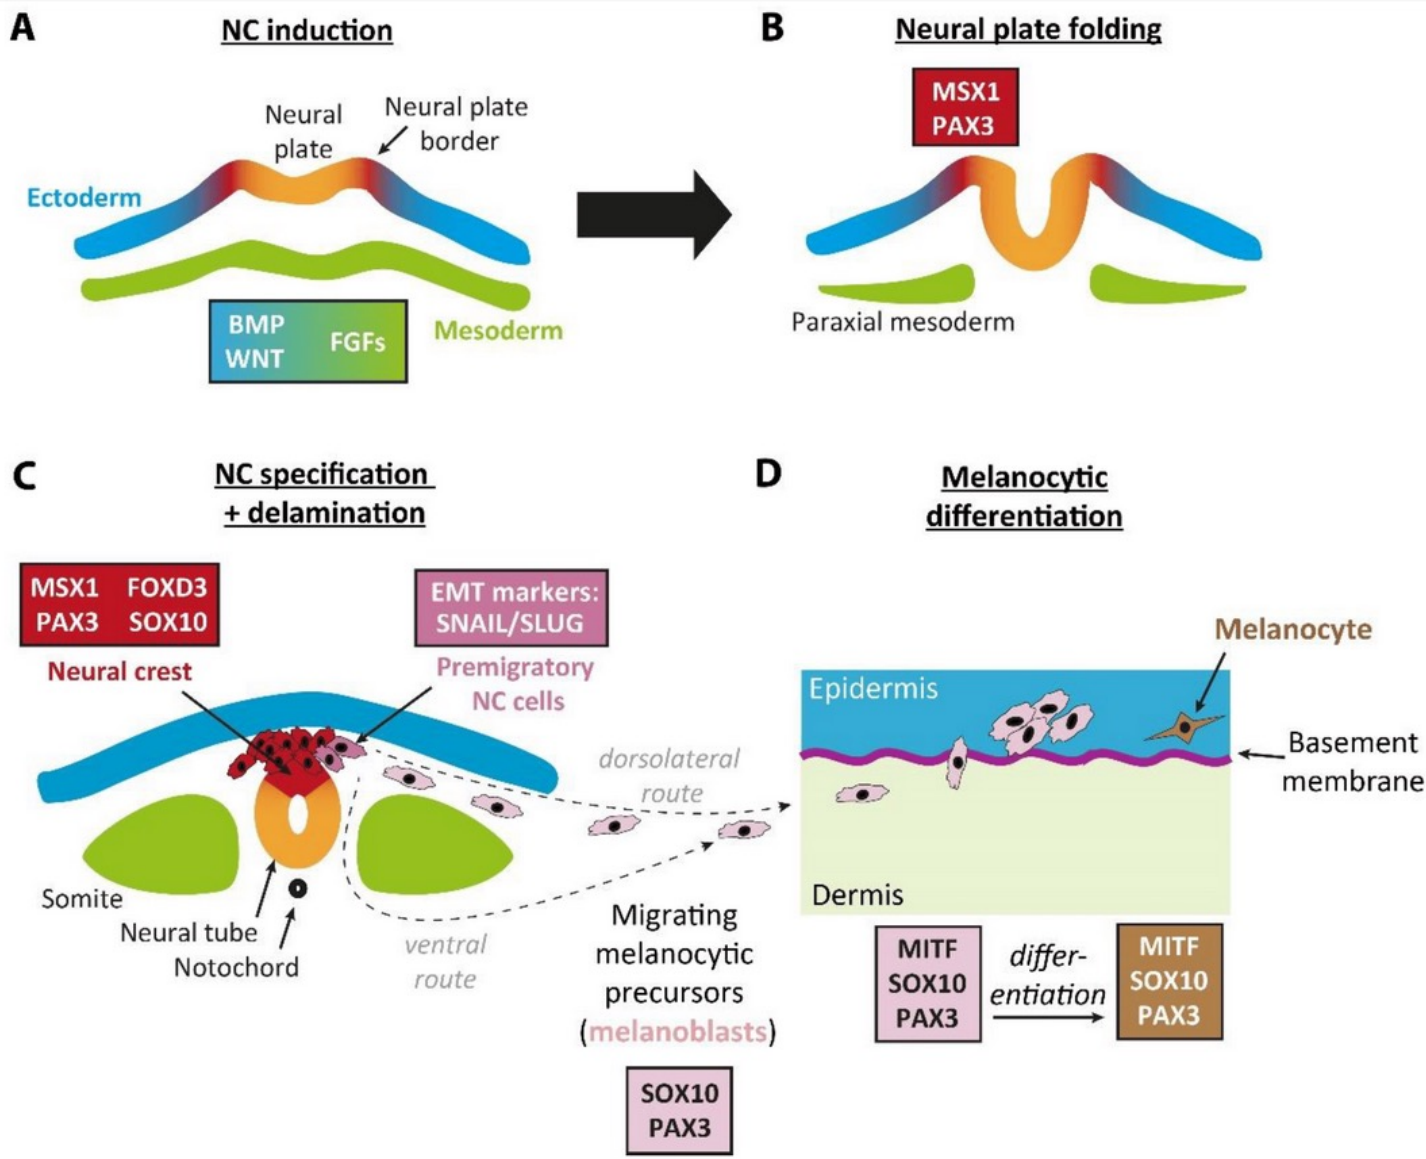 A
NC induction
Neural
plate
Neural plate
border
Ectoderm
BMP
WNT
FGFs
Mesoderm
B
Neural plate folding
MSX1
PAX3
Paraxial mesoderm
C
NC specification
+ delamination
MSX1 FOXD3
PAX3 SOX10
Neural crest
EMT markers:
SNAIL/SLUG
Premigratory
NC cells
dorsolateral
route
Somite
Neural tube
Notochord
ventral
route
Migrating
melanocytic
precursors
(melanoblasts)
SOX10
PAX3
D
Melanocytic
differentiation
Melanocyte
Epidermis
Basement
membrane
Dermis
MITF
SOX10
PAX3
differ-
entiation
MITF
SOX10
PAX3